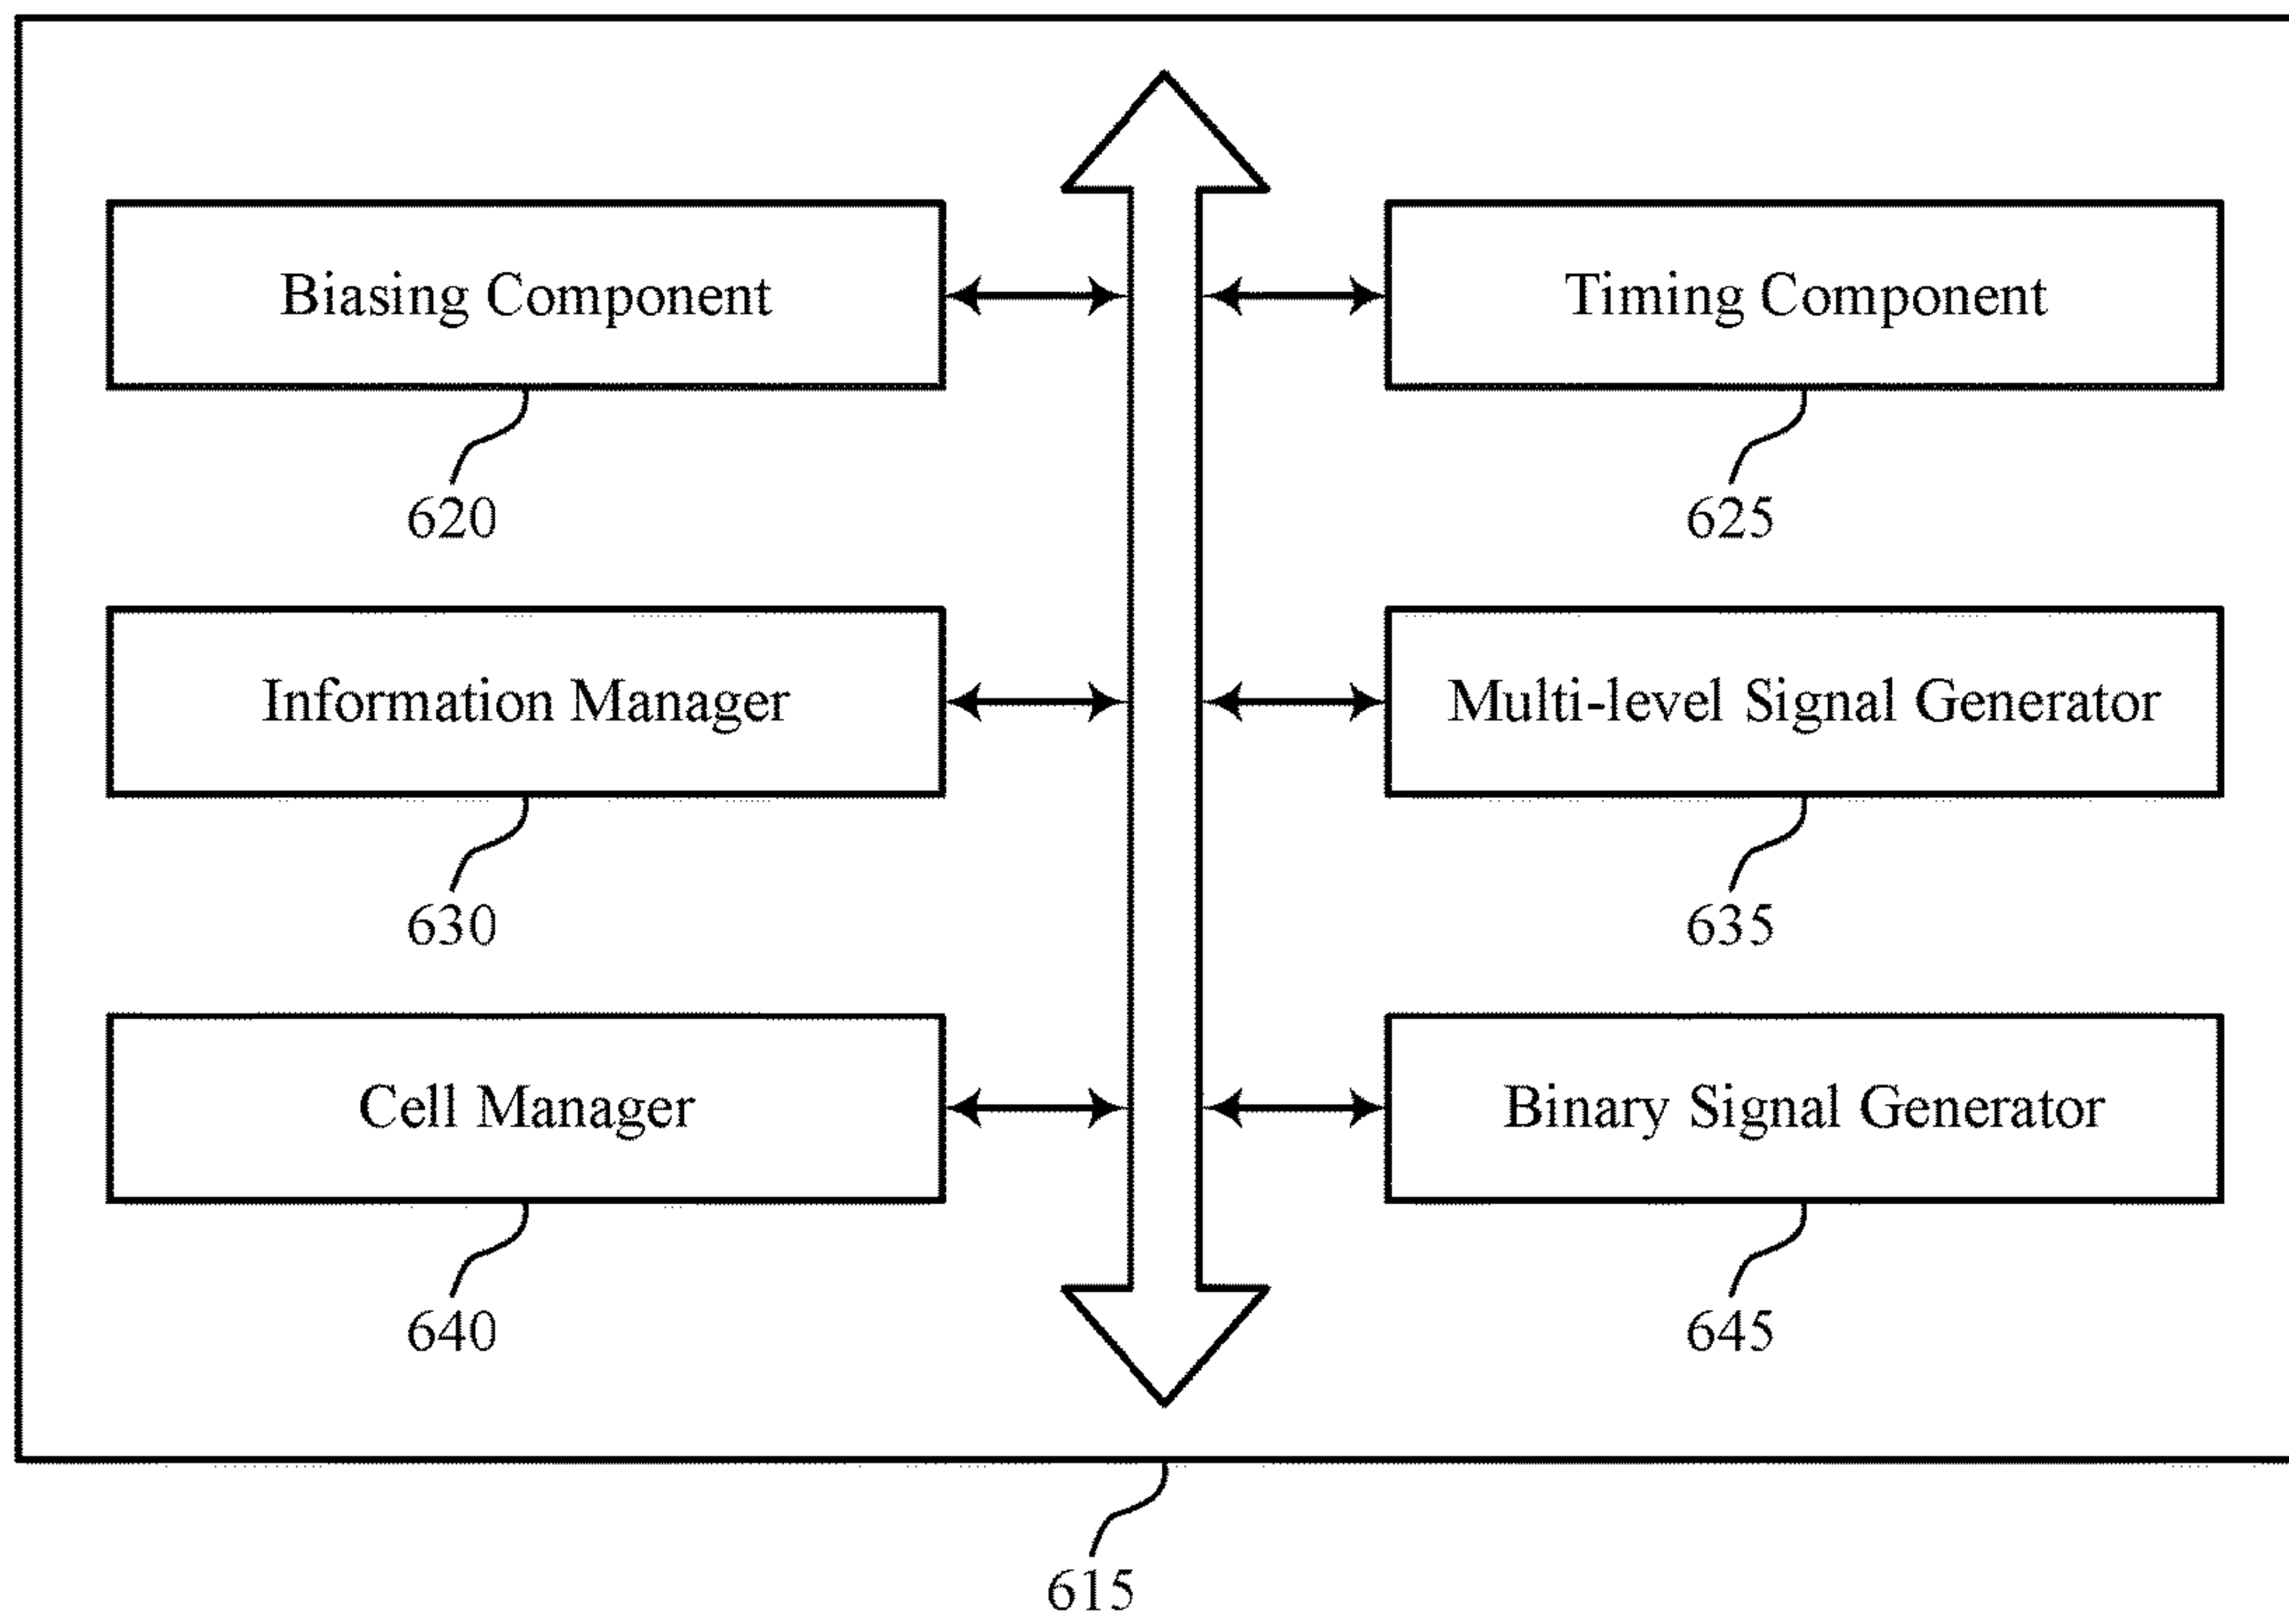 Biasing Component
Timing Component
620
625
Information Manager
Multi-level Signal Generator
630
635
Cell Manager
Binary Signal Generator
640
645
615